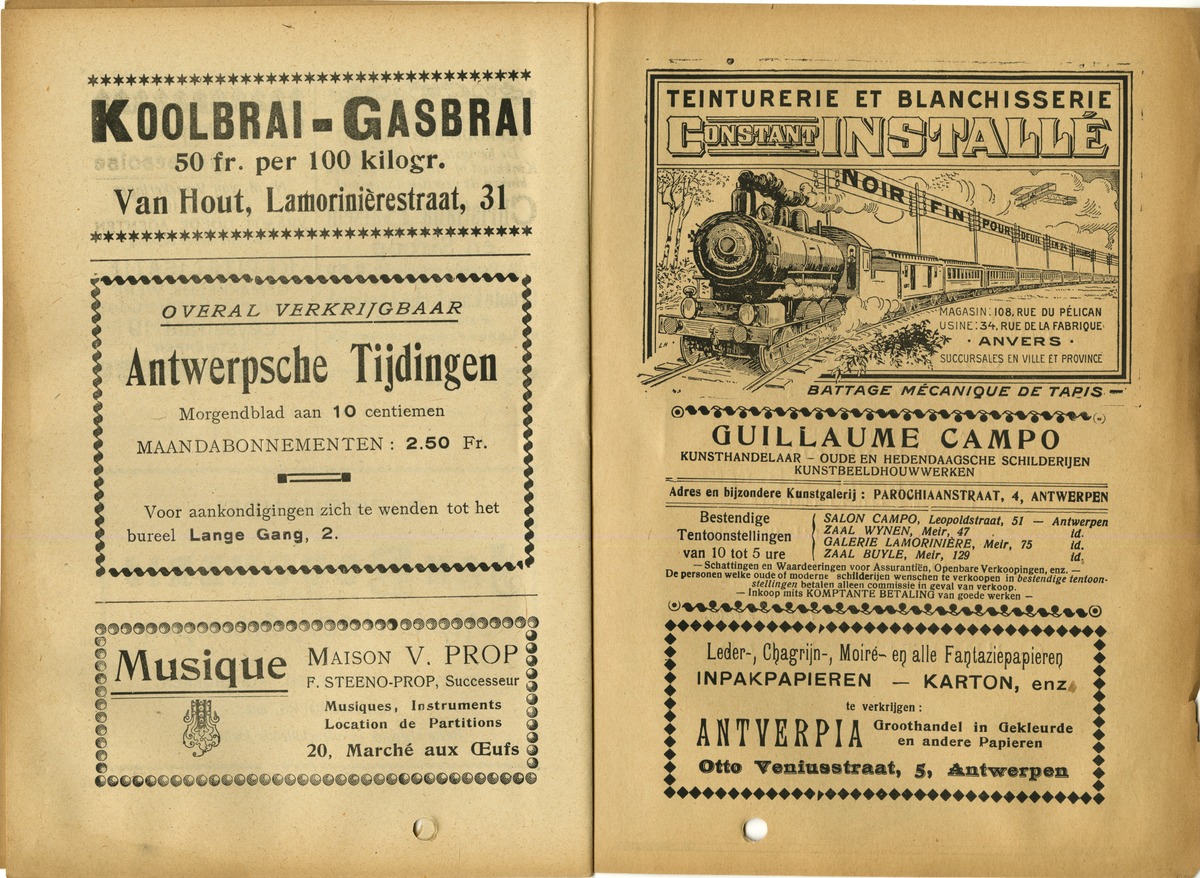 KOOLBRAI - GASBRAI
50 fr. per 100 kilogr.
Van Hout, Lamorinièrestraat, 31
OVERAL VERKRIJGBAAR
Antwerpsche Tijdingen
Morgendblad aan 10 centiemen
MAANDABONNEMENTEN : 2.50 Fr.
Voor aankondigingen zich te wenden tot het
bureel Lange Gang, 2.
Musique
MAISON V. PROP
F. STEENO-PROP, Successeur
Musiques, Instruments
Location de Partitions
20, Marché aux Œufs
TEINTURERIE ET BLANCHISSERIE
CONSTANT INSTALLÉ
NOIR FIN POUR DEUIL EN 24
MAGASIN: 108, RUE DU PÉLICAN
USINE: 34, RUE DE LA FABRIQUE
· ANVERS ·
SUCCURSALES EN VILLE ET PROVINCE
LH
BATTAGE MÉCANIQUE DE TAPIS
GUILLAUME CAMPO
KUNSTHANDELAAR - OUDE EN HEDENDAAGSCHE SCHILDERIJEN
KUNSTBEELDHOUWWERKEN
Adres en bijzondere Kunstgalerij : PAROCHIAANSTRAAT, 4, ANTWERPEN
Bestendige
Tentoonstellingen
van 10 tot 5 ure
SALON CAMPO, Leopoldstraat, 51 — Antwerpen
ZAAL WYNEN, Meir, 47 id.
GALERIE LAMORINIÈRE, Meir, 75 id.
ZAAL BUYLE, Meir, 129 id.
— Schattingen en Waardeeringen voor Assurantiën, Openbare Verkoopingen, enz. —
De personen welke oude of moderne schilderijen wenschen te verkoopen in bestendige tentoon-
stellingen betalen alleen commissie in geval van verkoop.
— Inkoop mits KOMPTANTE BETALING van goede werken —
Leder-, Chagrijn-, Moiré- en alle Fantaziepapieren
INPAKPAPIEREN — KARTON, enz.
te verkrijgen :
ANTVERPIA
Groothandel in Gekleurde
en andere Papieren
Otto Veniusstraat, 5, Antwerpen